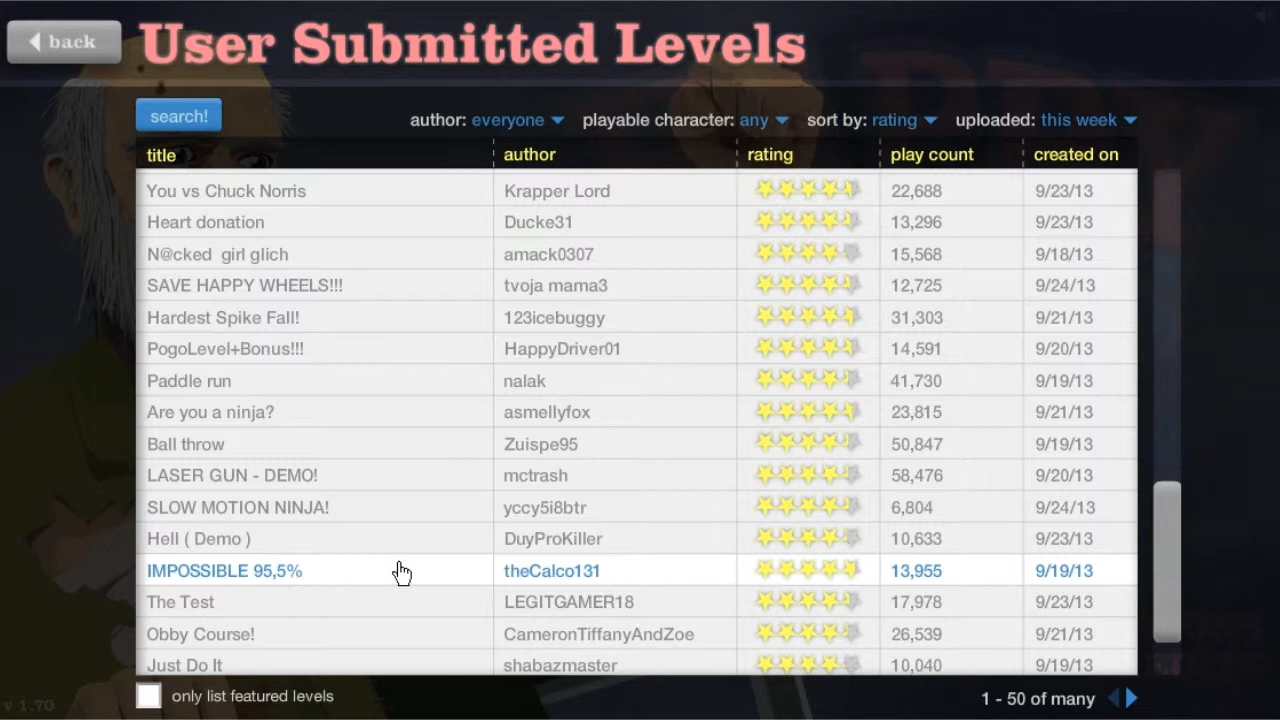 back
User Submitted Levels
search!
author: everyone playable character: any sort by: rating uploaded: this week
title author rating play count created on
You vs Chuck Norris Krapper Lord 22,688 9/23/13
Heart donation Ducke31 13,296 9/23/13
N@cked  girl glich amack0307 15,568 9/18/13
SAVE HAPPY WHEELS!!! tvoja mama3 12,725 9/24/13
Hardest Spike Fall! 123icebuggy 31,303 9/21/13
PogoLevel+Bonus!!! HappyDriver01 14,591 9/20/13
Paddle run nalak 41,730 9/19/13
Are you a ninja? asmellyfox 23,815 9/21/13
Ball throw Zuispe95 50,847 9/19/13
LASER GUN - DEMO! mctrash 58,476 9/20/13
SLOW MOTION NINJA! yccy5i8btr 6,804 9/24/13
Hell ( Demo ) DuyProKiller 10,633 9/23/13
IMPOSSIBLE 95,5% theCalco131 13,955 9/19/13
The Test LEGITGAMER18 17,978 9/23/13
Obby Course! CameronTiffanyAndZoe 26,539 9/21/13
Just Do It shabazmaster 10,040 9/19/13
only list featured levels 1 - 50 of many
v 1.70